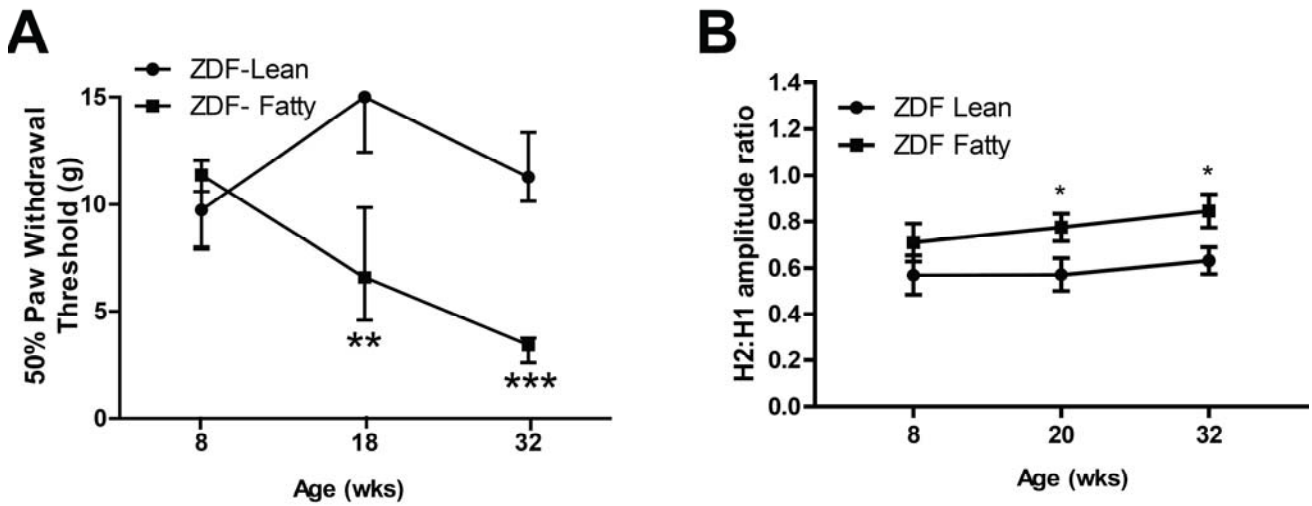 A
ZDF-Lean
ZDF- Fatty
50% Paw Withdrawal
Threshold (g)
15
10
5
0
**
***
8
18
32
Age (wks)
B
ZDF Lean
ZDF Fatty
H2:H1 amplitude ratio
1.4
1.2
1.0
0.8
0.6
0.4
0.2
0.0
*
*
8
20
32
Age (wks)